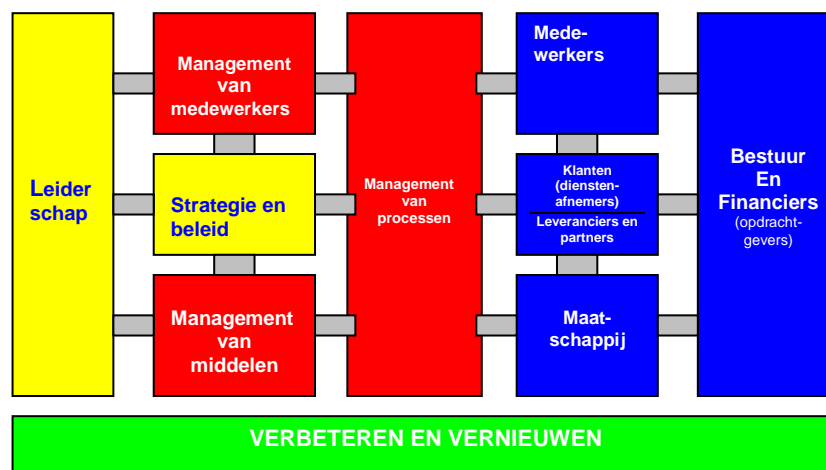 Leider
schap
Management
van
medewerkers
Strategie en
beleid
Management
van
middelen
Management
van
processen
Mede-
werkers
Klanten
(diensten-
afnemers)
Leveranciers en
partners
Maat-
schappij
Bestuur
En
Financiers
(opdracht-
gevers)
VERBETEREN EN VERNIEUWEN